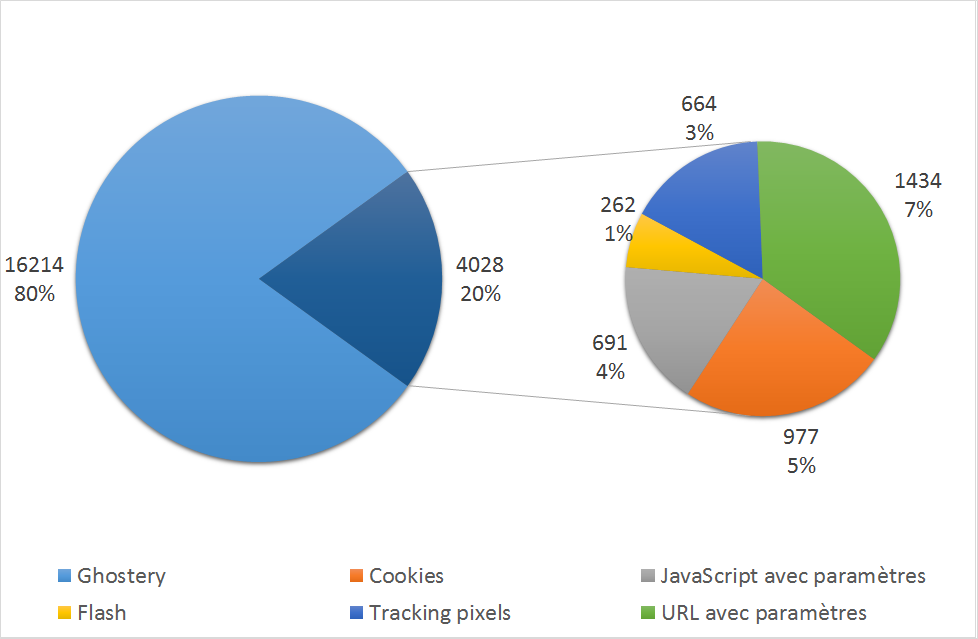 664
3%
1434
7%
262
1%
16214
80%
4028
20%
691
4%
977
5%
Ghostery
Cookies
JavaScript avec paramètres
Flash
Tracking pixels
URL avec paramètres